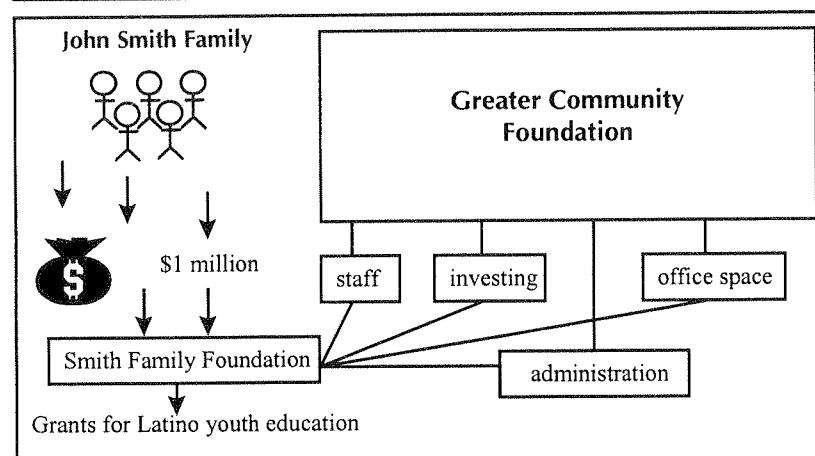 John Smith Family
Greater Community
Foundation
$
$1 million
staff
investing
office space
Smith Family Foundation
administration
Grants for Latino youth education